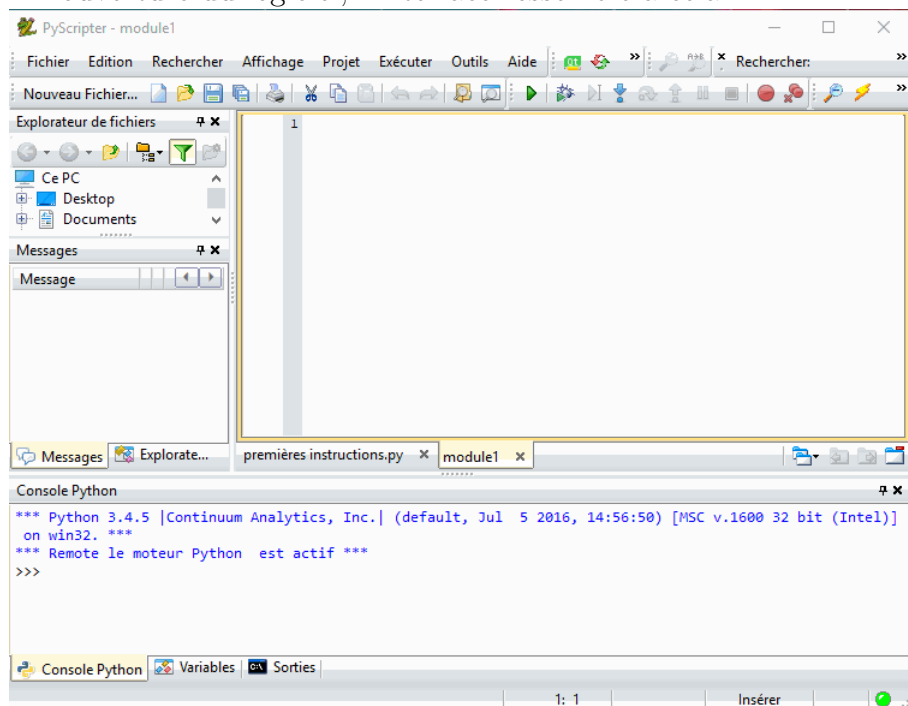 PyScripter - module1
Fichier Edition Rechercher Affichage Projet Exécuter Outils Aide » × Rechercher: »
Nouveau Fichier... »
Explorateur de fichiers
1
Ce PC
Desktop
Documents
Messages
Message
Messages Explorate... premières instructions.py × module1 ×
Console Python
*** Python 3.4.5 |Continuum Analytics, Inc.| (default, Jul  5 2016, 14:56:50) [MSC v.1600 32 bit (Intel)]
on win32. ***
*** Remote le moteur Python  est actif ***
>>>
Console Python Variables Sorties
1: 1 Insérer